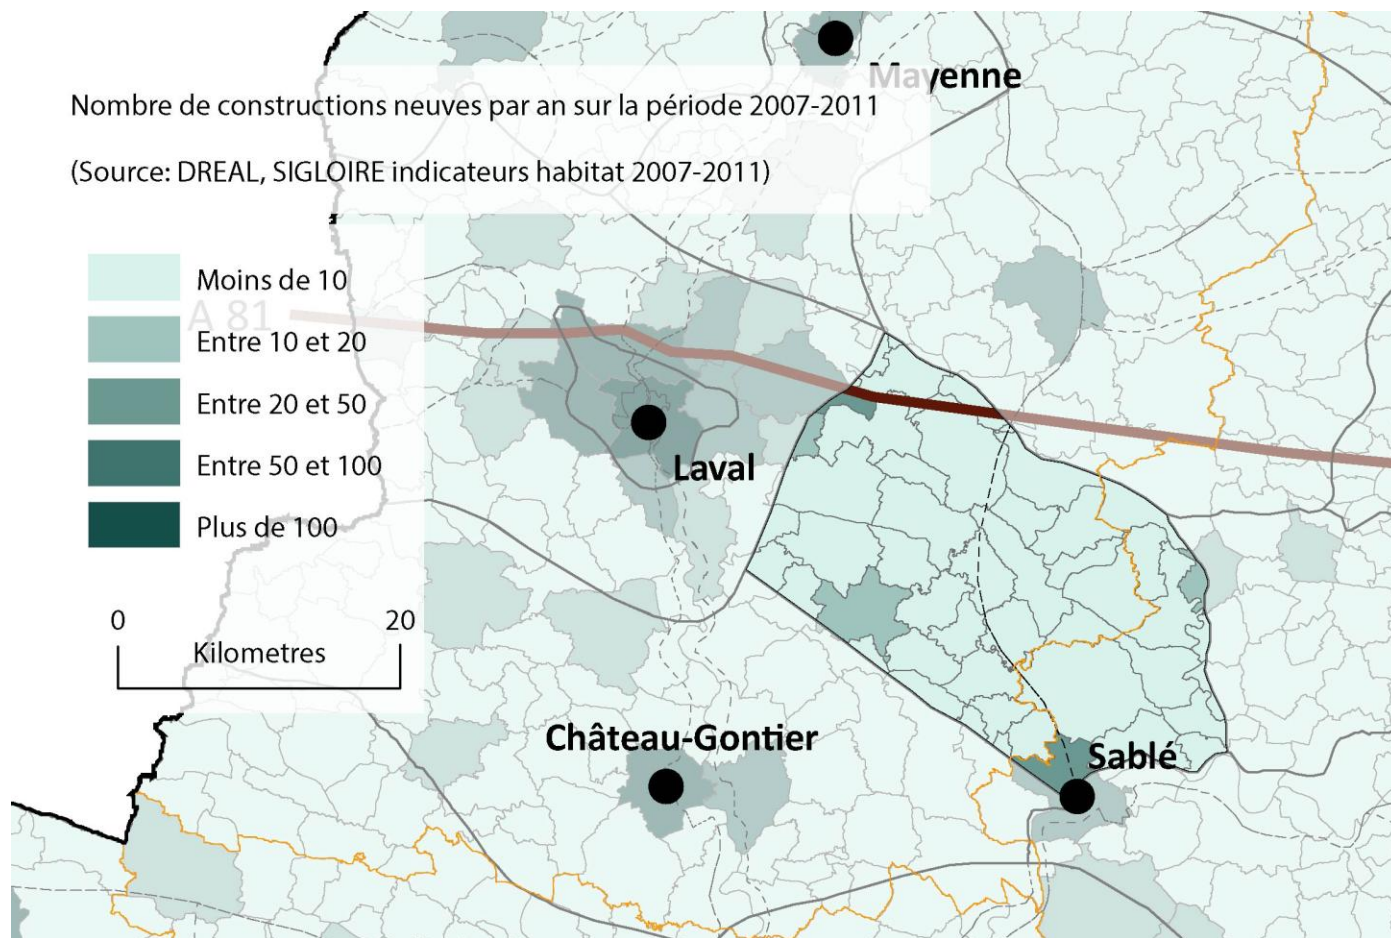 Mayenne
Nombre de constructions neuves par an sur la période 2007-2011
(Source: DREAL, SIGLOIRE indicateurs habitat 2007-2011)
Moins de 10
A 81
Entre 10 et 20
Entre 20 et 50
Entre 50 et 100
Plus de 100
Laval
0 20
Kilometres
Château-Gontier
Sablé